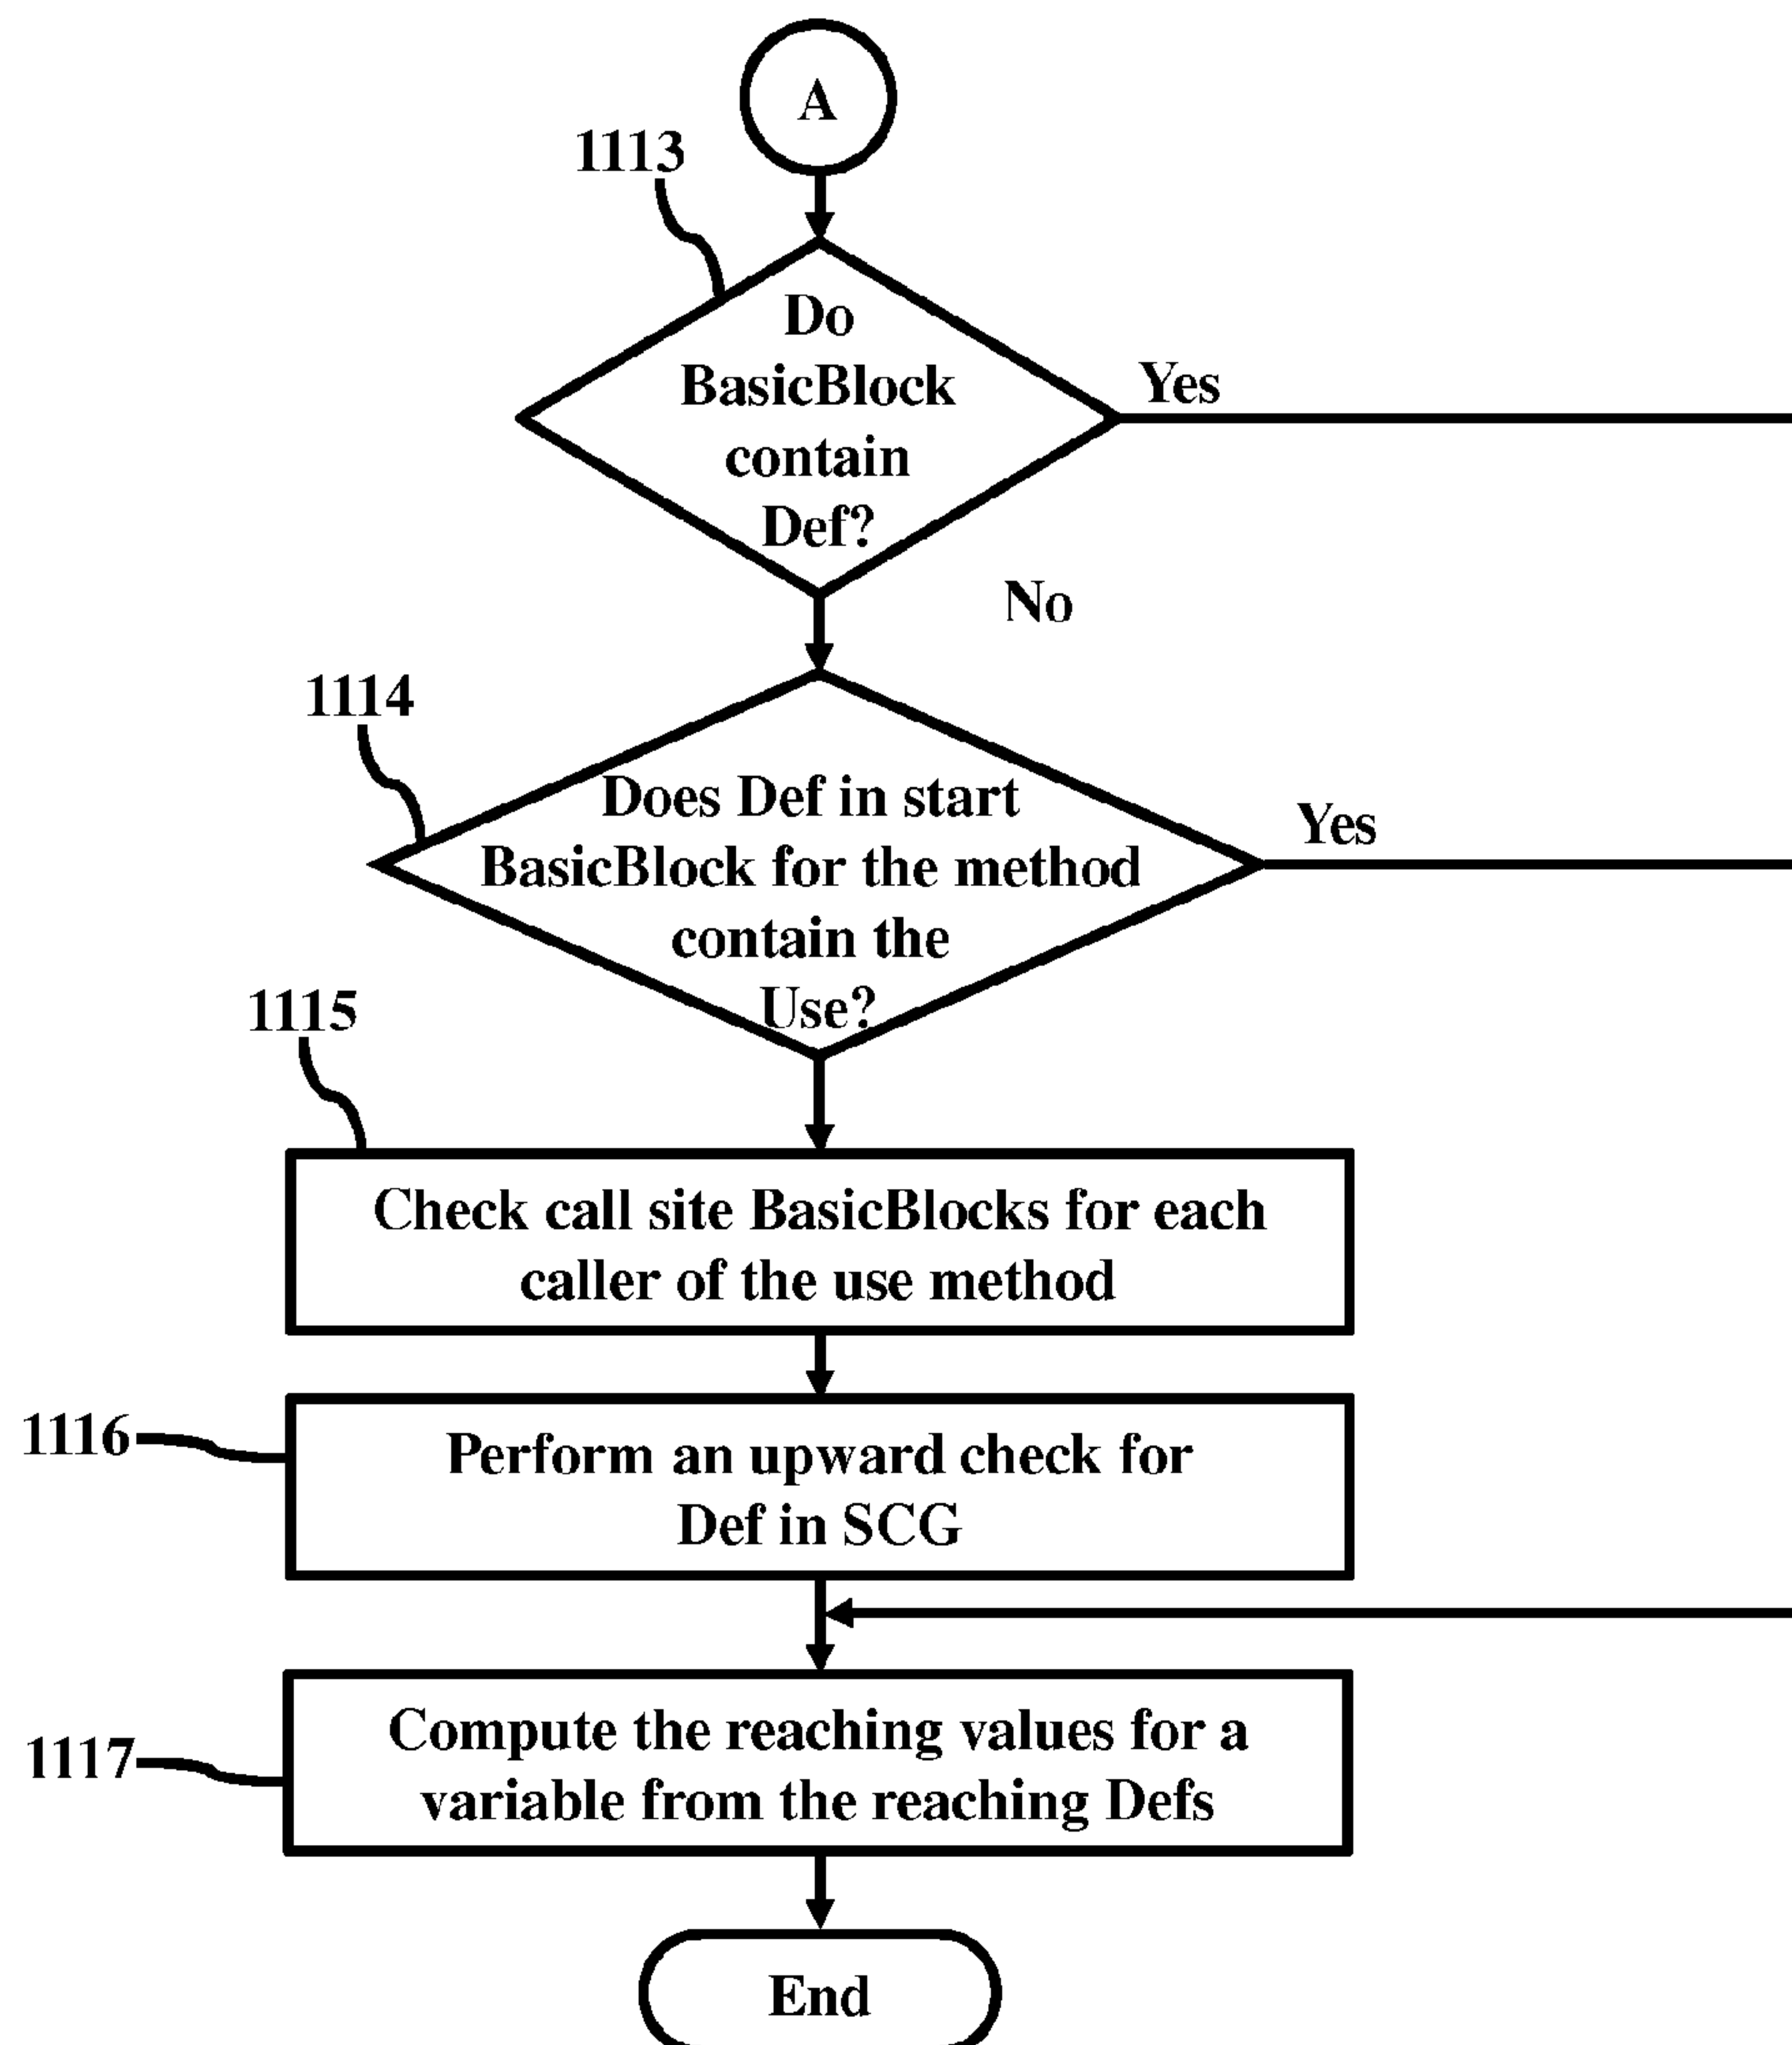 A
1113
Do
BasicBlock
contain
Def?
Yes
No
1114
Does Def in start
BasicBlock for the method
contain the
Use?
Yes
1115
Check call site BasicBlocks for each
caller of the use method
1116
Perform an upward check for
Def in SCG
1117
Compute the reaching values for a
variable from the reaching Defs
End